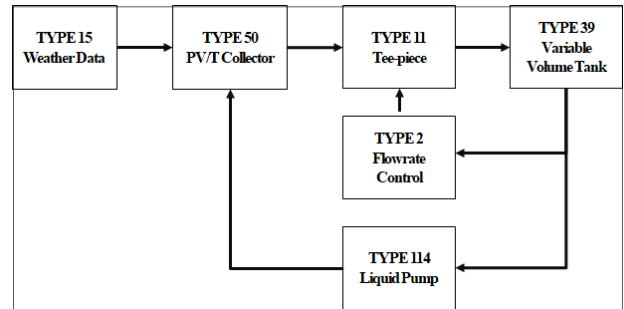 TYPE 15
Weather Data
TYPE 50
PV/T Collector
TYPE 11
Tee-piece
TYPE 39
Variable
Volume Tank
TYPE 2
Flowrate
Control
TYPE 114
Liquid Pump